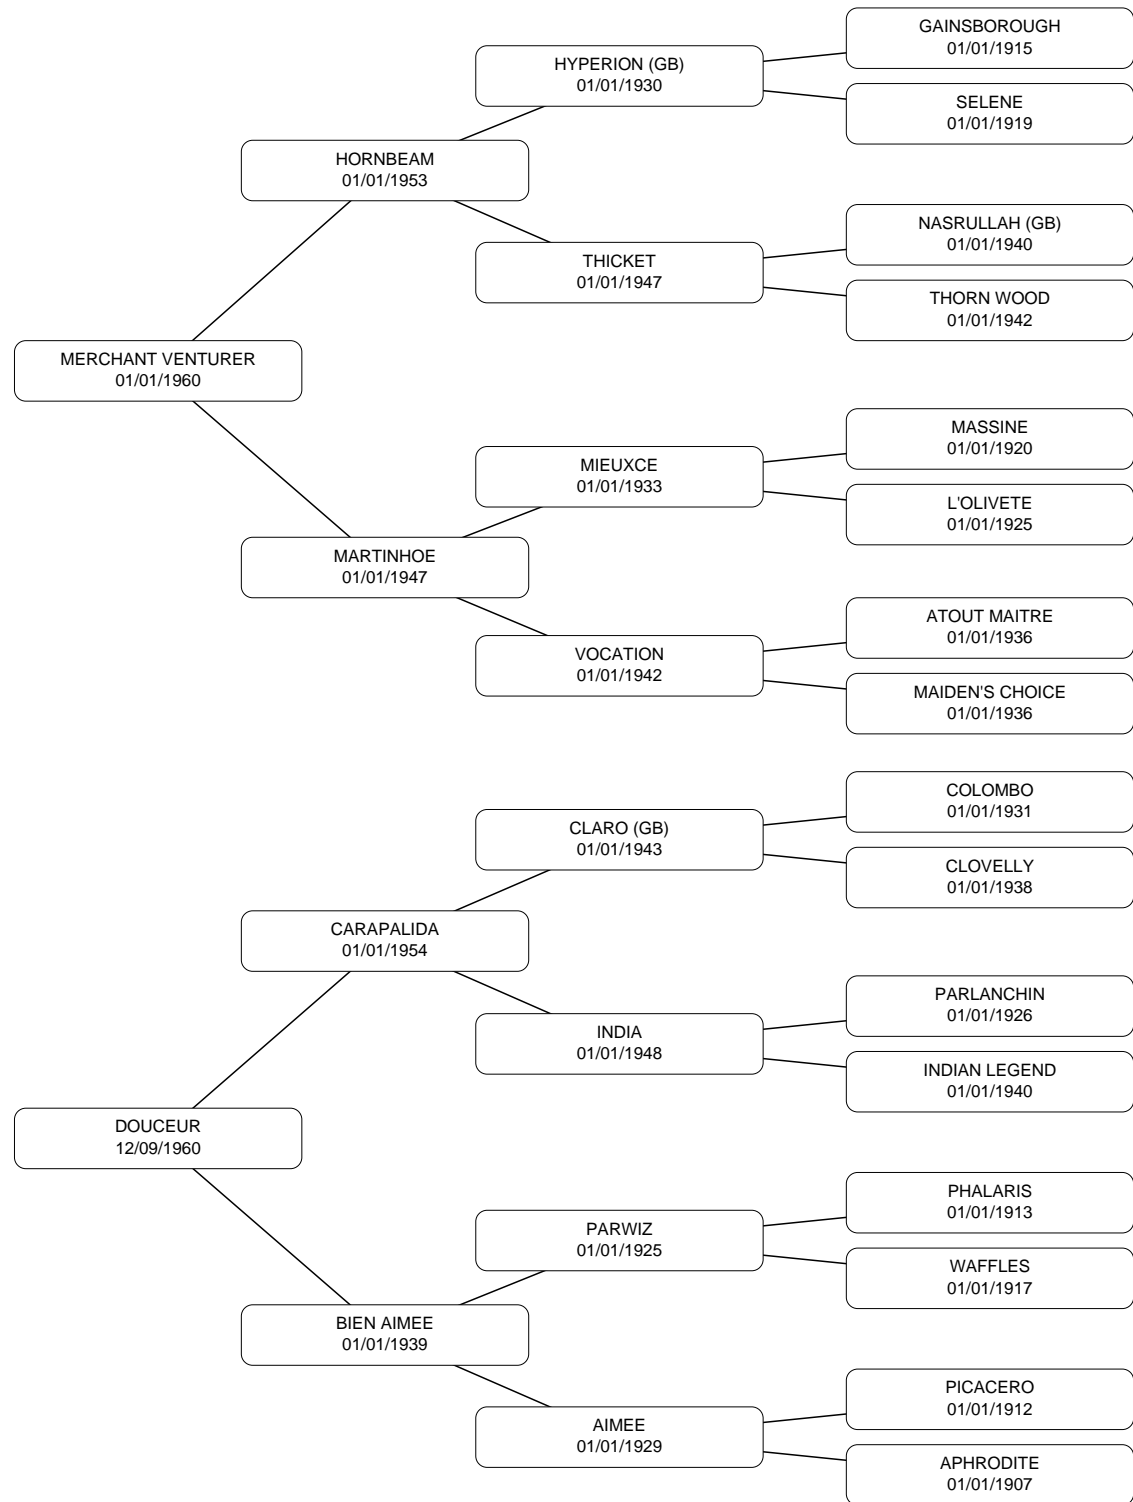 GAINSBOROUGH
01/01/1915
HYPERION (GB)
01/01/1930
SELENE
01/01/1919
HORNBEAM
01/01/1953
NASRULLAH (GB)
01/01/1940
THICKET
01/01/1947
THORN WOOD
01/01/1942
MERCHANT VENTURER
01/01/1960
MASSINE
01/01/1920
MIEUXCE
01/01/1933
L'OLIVETE
01/01/1925
MARTINHOE
01/01/1947
ATOUT MAITRE
01/01/1936
VOCATION
01/01/1942
MAIDEN'S CHOICE
01/01/1936
COLOMBO
01/01/1931
CLARO (GB)
01/01/1943
CLOVELLY
01/01/1938
CARAPALIDA
01/01/1954
PARLANCHIN
01/01/1926
INDIA
01/01/1948
INDIAN LEGEND
01/01/1940
DOUCEUR
12/09/1960
PHALARIS
01/01/1913
PARWIZ
01/01/1925
WAFFLES
01/01/1917
BIEN AIMEE
01/01/1939
PICACERO
01/01/1912
AIMEE
01/01/1929
APHRODITE
01/01/1907